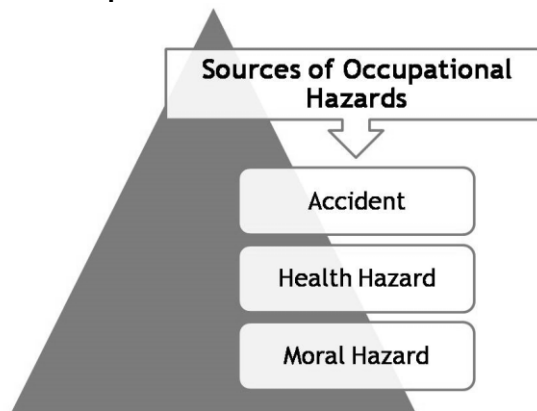 Sources of Occupational
Hazards
Accident
Health Hazard
Moral Hazard